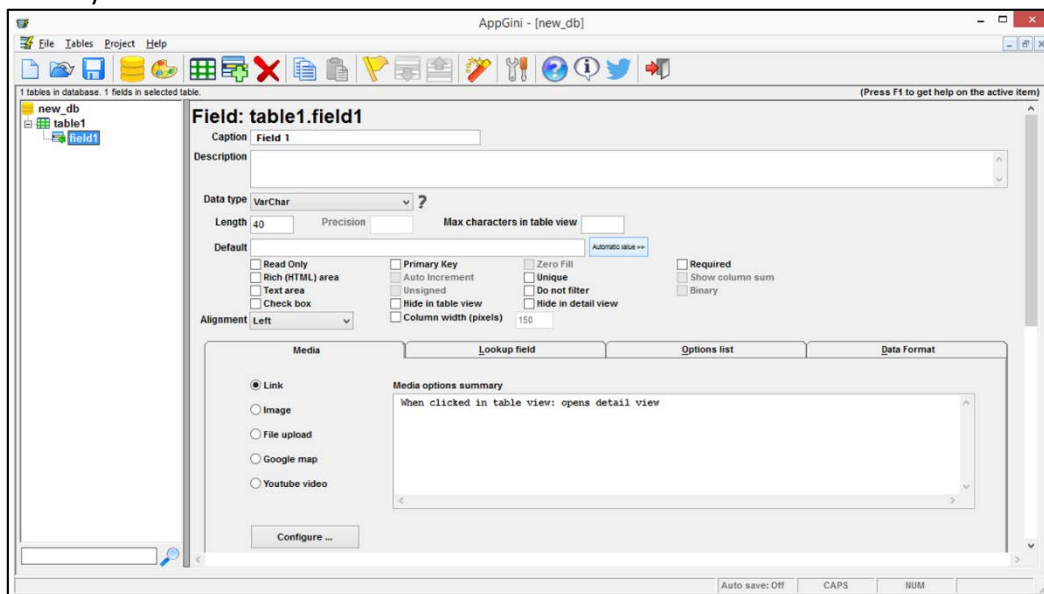 AppGini - [new_db]
File Tables Project Help
1 tables in database. 1 fields in selected table. (Press F1 to get help on the active item)
new_db
table1
field1
Field: table1.field1
Caption Field 1
Description
Data type VarChar ?
Length 40 Precision Max characters in table view
Default Automatic value >>
Read Only Primary Key Zero Fill Required
Rich (HTML) area Auto Increment Unique Show column sum
Text area Unsigned Do not filter Binary
Check box Hide in table view Hide in detail view
Alignment Left Column width (pixels) 150
Media Lookup field Options list Data Format
Link Media options summary
When clicked in table view: opens detail view
Image
File upload
Google map
Youtube video
Configure ...
Auto save: Off CAPS NUM